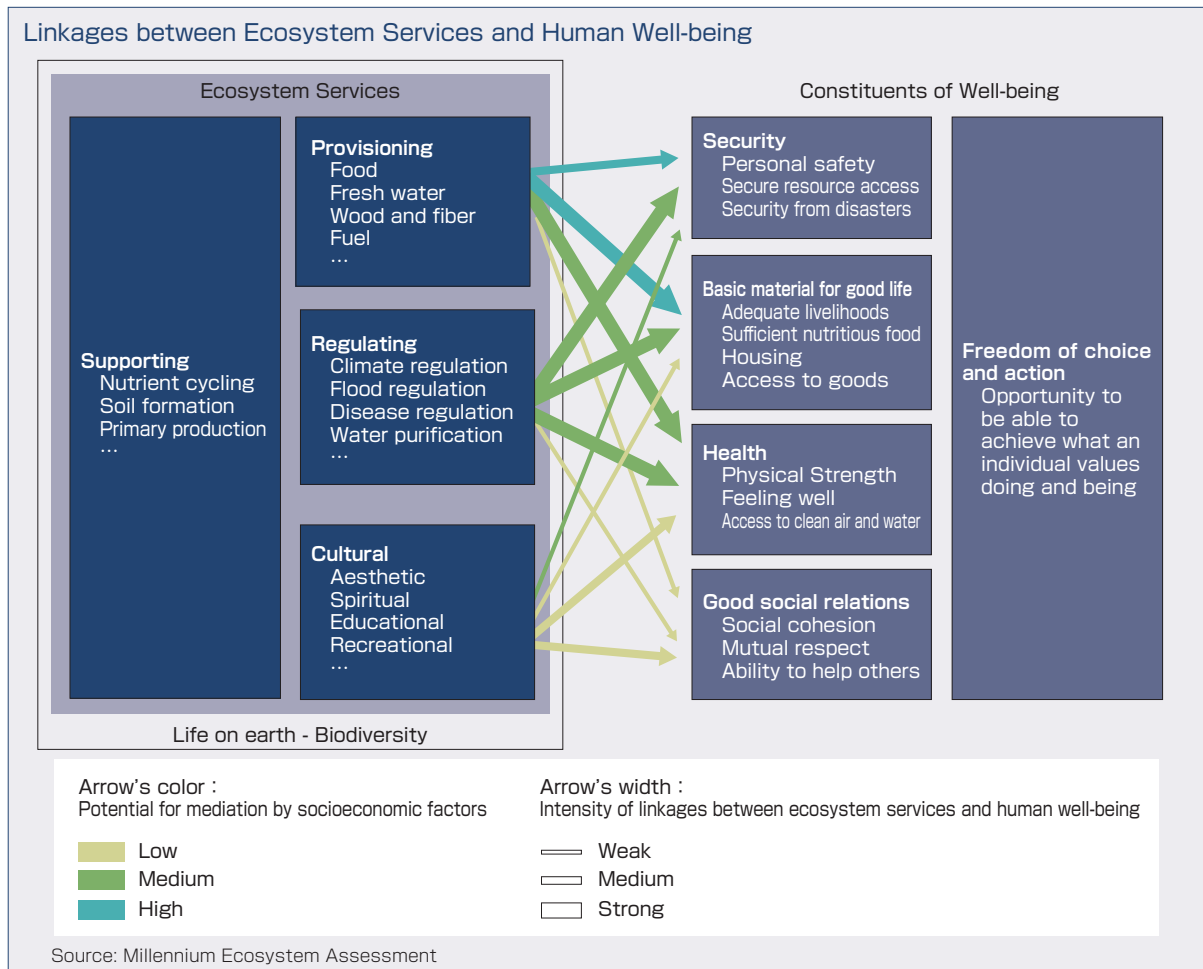 Linkages between Ecosystem Services and Human Well-being
Ecosystem Services
Supporting
Nutrient cycling
Soil formation
Primary production
...
Provisioning
Food
Fresh water
Wood and fiber
Fuel
...
Regulating
Climate regulation
Flood regulation
Disease regulation
Water purification
...
Cultural
Aesthetic
Spiritual
Educational
Recreational
...
Life on earth - Biodiversity
Constituents of Well-being
Security
Personal safety
Secure resource access
Security from disasters
Basic material for good life
Adequate livelihoods
Sufficient nutritious food
Housing
Access to goods
Health
Physical Strength
Feeling well
Access to clean air and water
Good social relations
Social cohesion
Mutual respect
Ability to help others
Freedom of choice
and action
Opportunity to
be able to
achieve what an
individual values
doing and being
Arrow's color :
Potential for mediation by socioeconomic factors
Low
Medium
High
Arrow's width :
Intensity of linkages between ecosystem services and human well-being
Weak
Medium
Strong
Source: Millennium Ecosystem Assessment